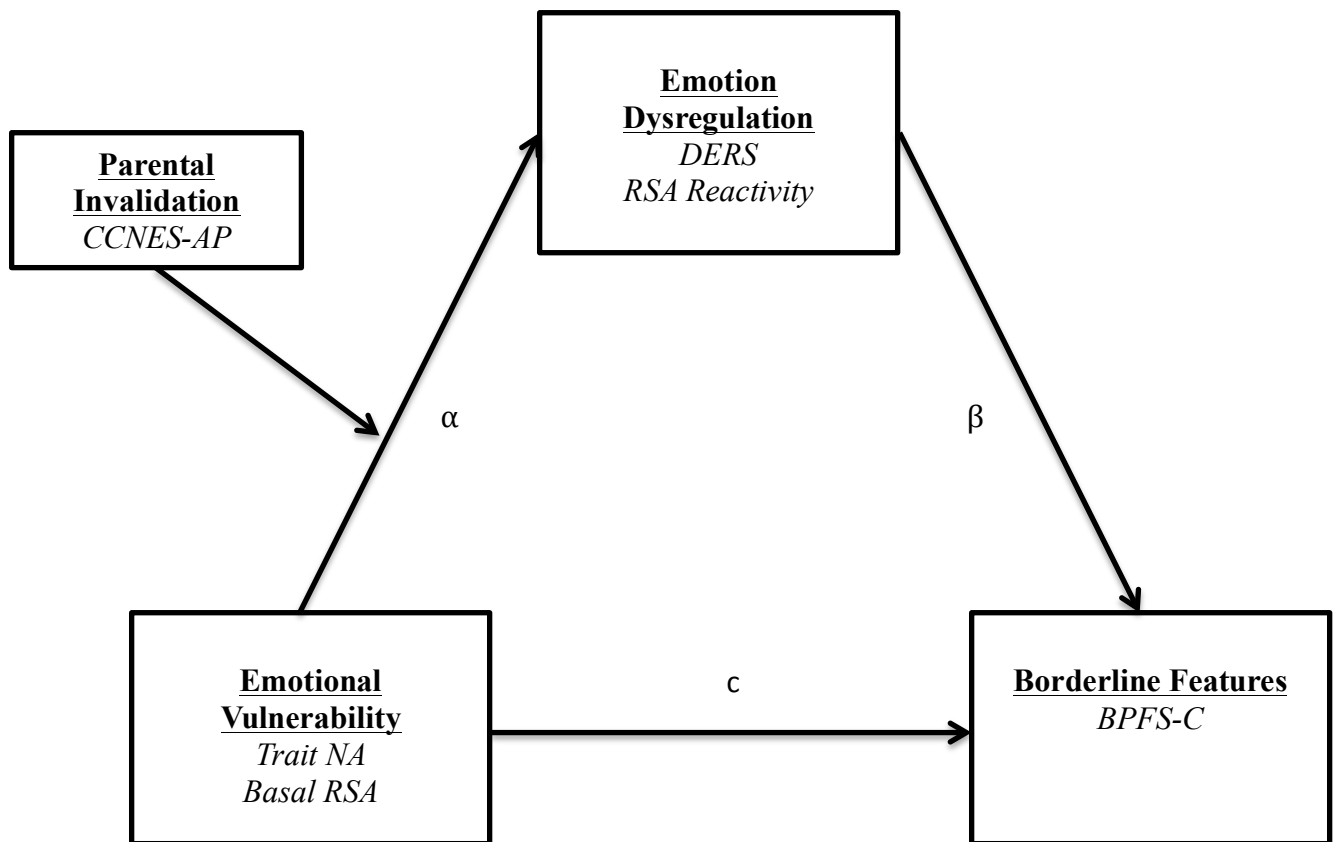 Emotion
Dysregulation
DERS
RSA Reactivity
Parental
Invalidation
CCNES-AP
α
β
Emotional
Vulnerability
Trait NA
Basal RSA
c
Borderline Features
BPFS-C